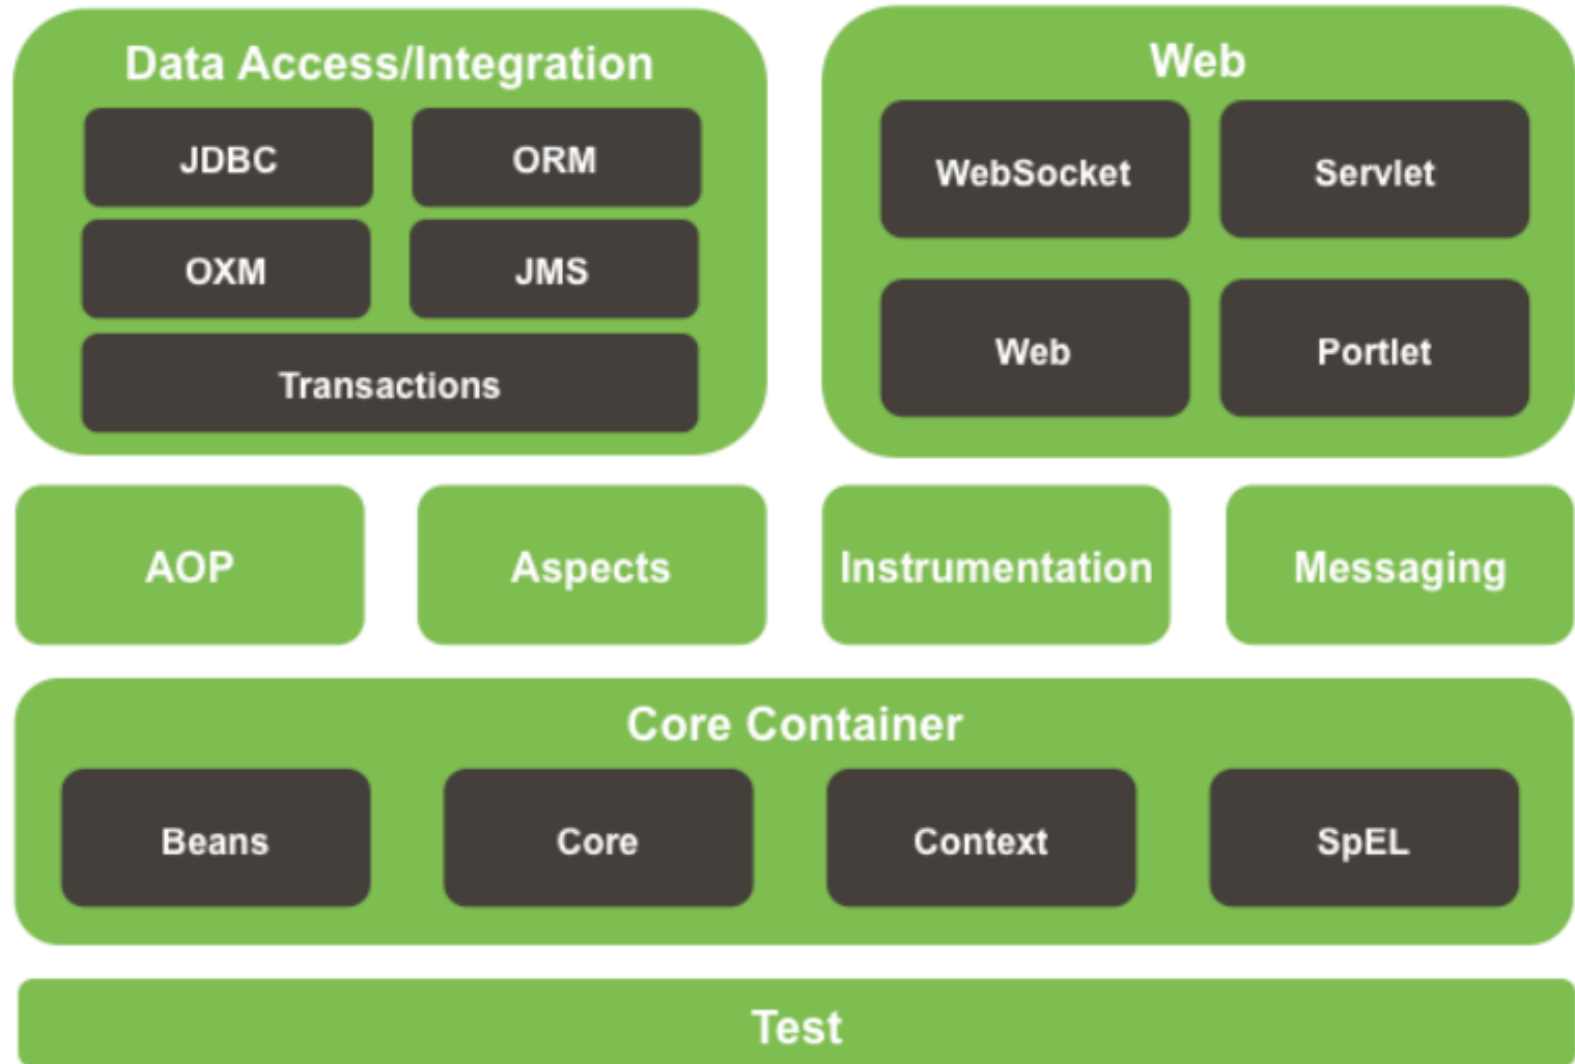 Data Access/Integration
JDBC
ORM
OXM
JMS
Transactions
Web
WebSocket
Servlet
Web
Portlet
AOP
Aspects
Instrumentation
Messaging
Core Container
Beans
Core
Context
SpEL
Test